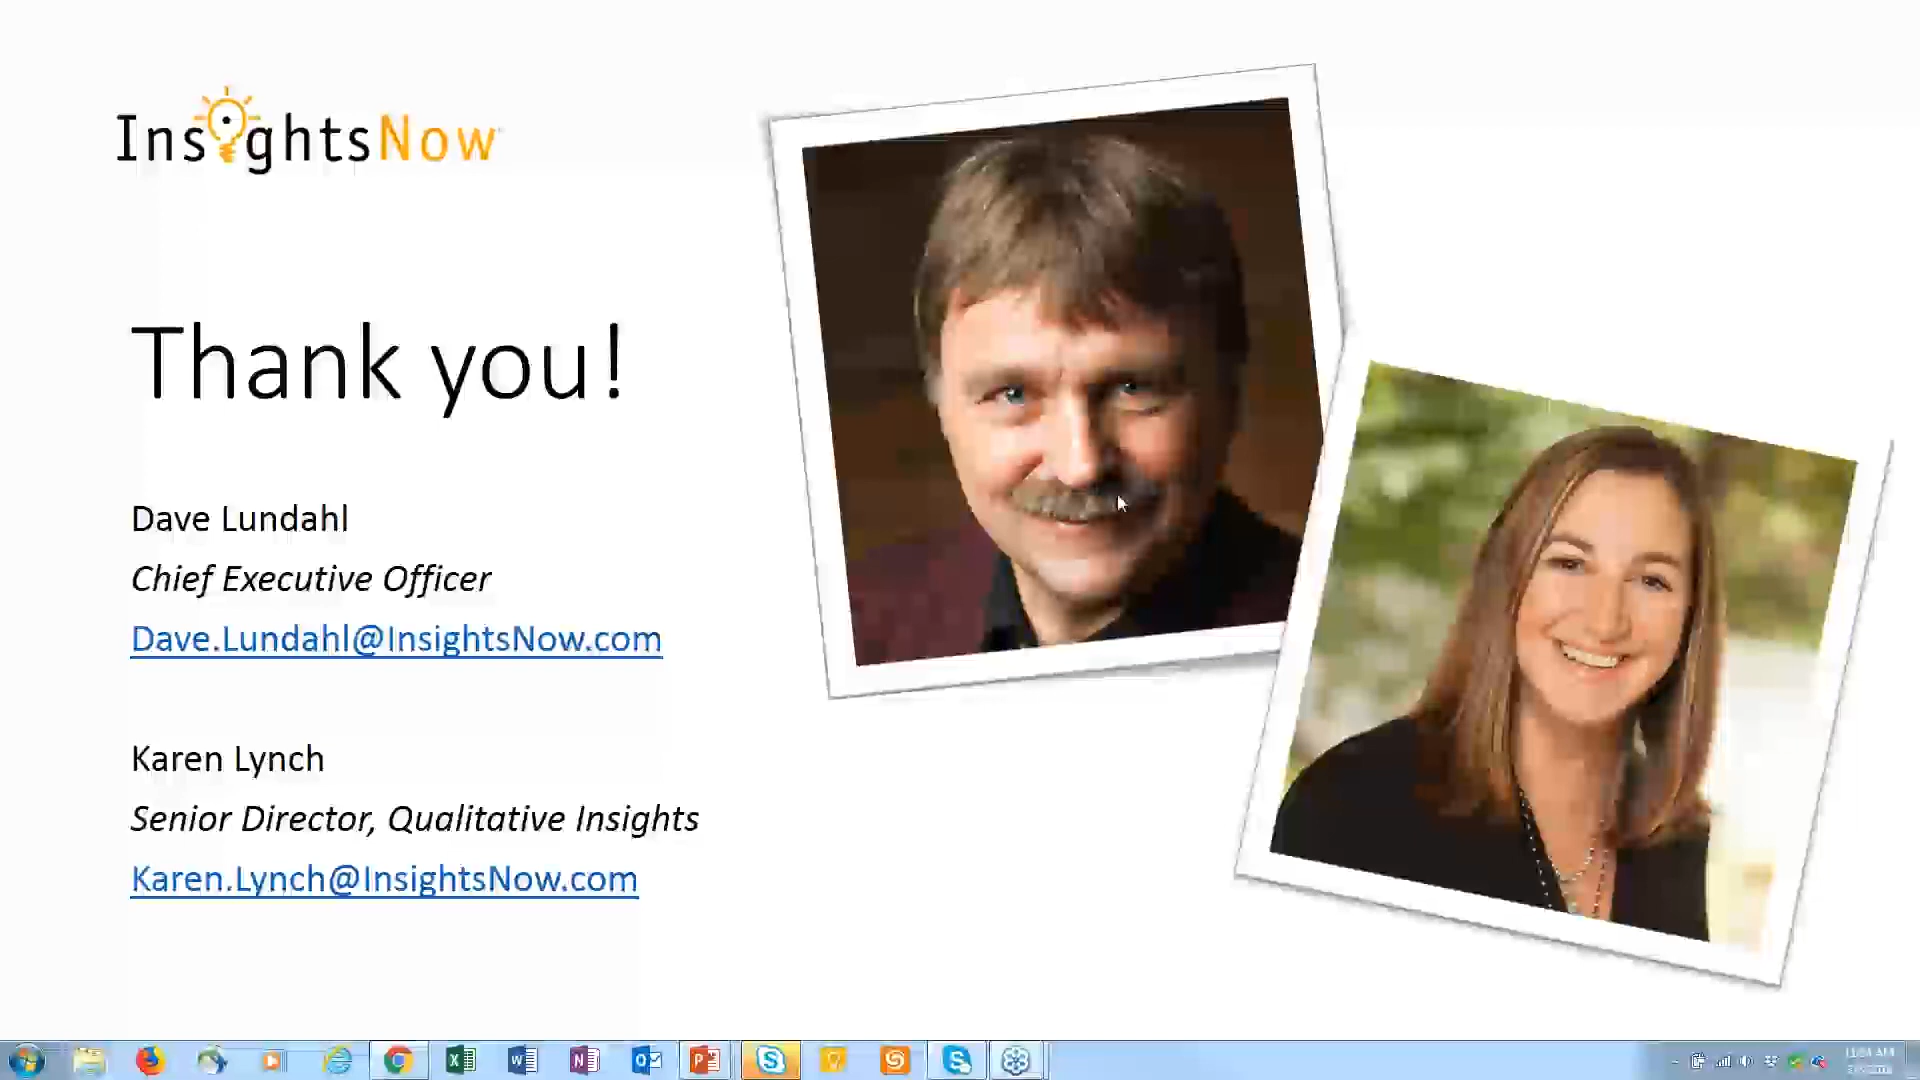 InsightsNow
Thank you!
Dave Lundahl
Chief Executive Officer
Dave.Lundahl@InsightsNow.com
Karen Lynch
Senior Director, Qualitative Insights
Karen.Lynch@InsightsNow.com